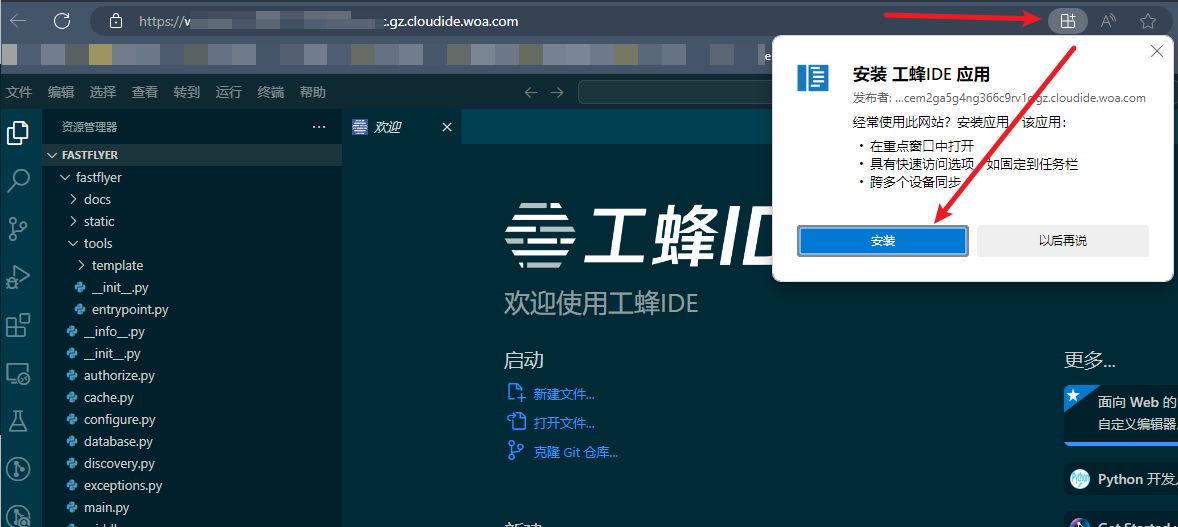 https://w
c.gz.cloudide.woa.com
安装 工蜂IDE 应用
发布者: ...cem2ga5g4ng366c9rv1
gz.cloudide.woa.com
经常使用此网站？安装应用
该应用:
• 在重点窗口中打开
• 具有快速访问选项
如固定到任务栏
• 跨多个设备同步
安装
以后再说
文件 编辑 选择 查看 转到 运行 终端 帮助
资源管理器
欢迎
FASTFLYER
fastflyer
docs
static
tools
template
__init__.py
entrypoint.py
__info__.py
__init__.py
authorize.py
cache.py
configure.py
database.py
discovery.py
exceptions.py
main.py
工蜂ID
欢迎使用工蜂IDE
启动
新建文件...
打开文件...
克隆 Git 仓库...
更多...
面向 Web 的
自定义编辑器
Python 开发